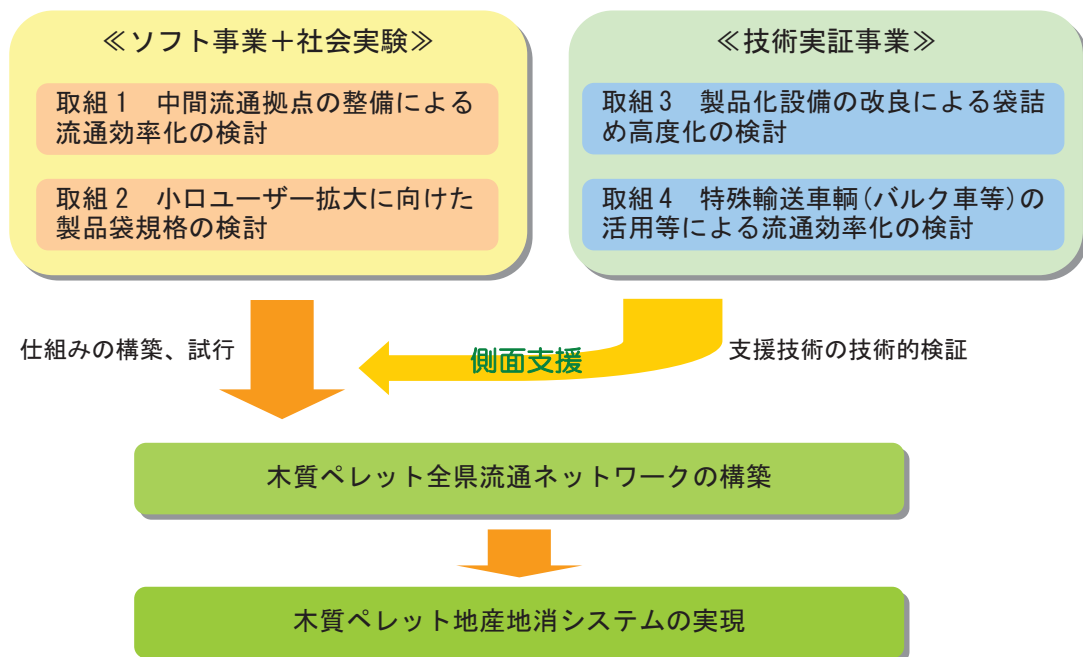 ≪ソフト事業＋社会実験≫
取組１　中間流通拠点の整備による
流通効率化の検討
取組２　小口ユーザー拡大に向けた
製品袋規格の検討
≪技術実証事業≫
取組３　製品化設備の改良による袋詰
め高度化の検討
取組４　特殊輸送車輌(バルク車等)の
活用等による流通効率化の検討
仕組みの構築、試行
側面支援
支援技術の技術的検証
木質ペレット全県流通ネットワークの構築
木質ペレット地産地消システムの実現